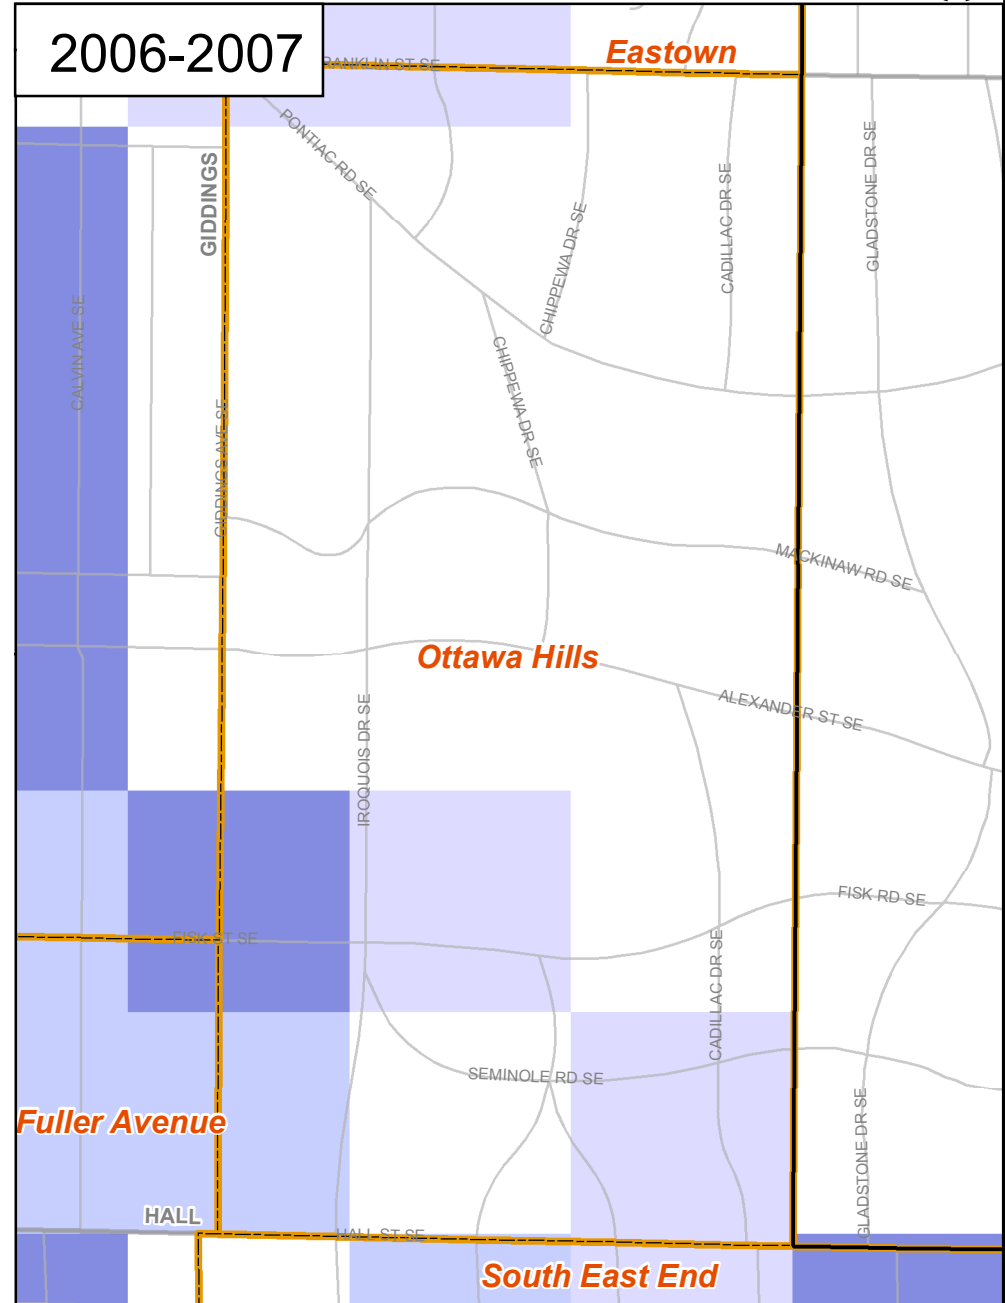 2006-2007
Eastown
PONTIAC RD SE
GIDDINGS
CHIPPEWA DR SE
CADILLAC DR SE
GLADSTONE DR SE
CALVIN AVE SE
CHIPPEWA DR SE
GIDDINGS AVE SE
MACKINAW RD SE
Ottawa Hills
ALEXANDER ST SE
IROQUOIS DR SE
FISK RD SE
FISK ST SE
CADILLAC DR SE
SEMINOLE RD SE
Fuller Avenue
GLADSTONE DR SE
HALL
HALL ST SE
South East End